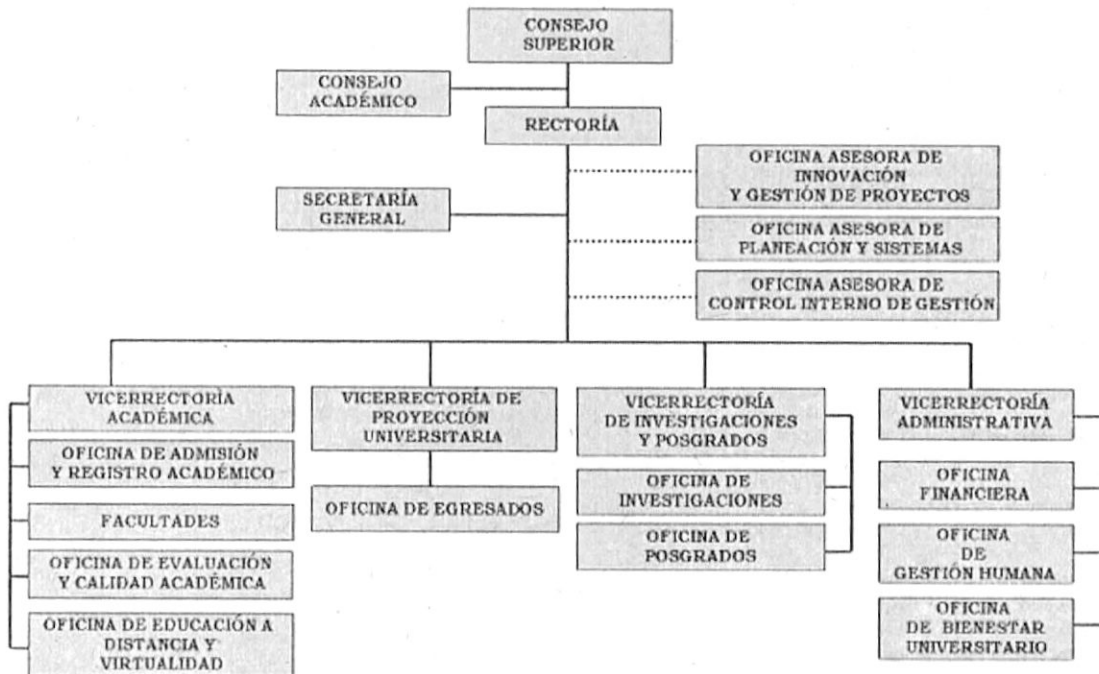 CONSEJO
SUPERIOR
CONSEJO
ACADÉMICO
RECTORÍA
OFICINA ASESORA DE
INNOVACIÓN
Y GESTIÓN DE PROYECTOS
SECRETARÍA
GENERAL
OFICINA ASESORA DE
PLANEACIÓN Y SISTEMAS
OFICINA ASESORA DE
CONTROL INTERNO DE GESTIÓN
VICERRECTORÍA
ACADÉMICA
OFICINA DE ADMISIÓN
Y REGISTRO ACADÉMICO
FACULTADES
OFICINA DE EVALUACIÓN
Y CALIDAD ACADÉMICA
OFICINA DE EDUCACIÓN A
DISTANCIA Y
VIRTUALIDAD
VICERRECTORÍA DE
PROYECCIÓN
UNIVERSITARIA
OFICINA DE EGRESADOS
VICERRECTORÍA
DE INVESTIGACIONES
Y POSGRADOS
OFICINA DE
INVESTIGACIONES
OFICINA DE
POSGRADOS
VICERRECTORÍA
ADMINISTRATIVA
OFICINA
FINANCIERA
OFICINA
DE
GESTIÓN HUMANA
OFICINA
DE BIENESTAR
UNIVERSITARIO